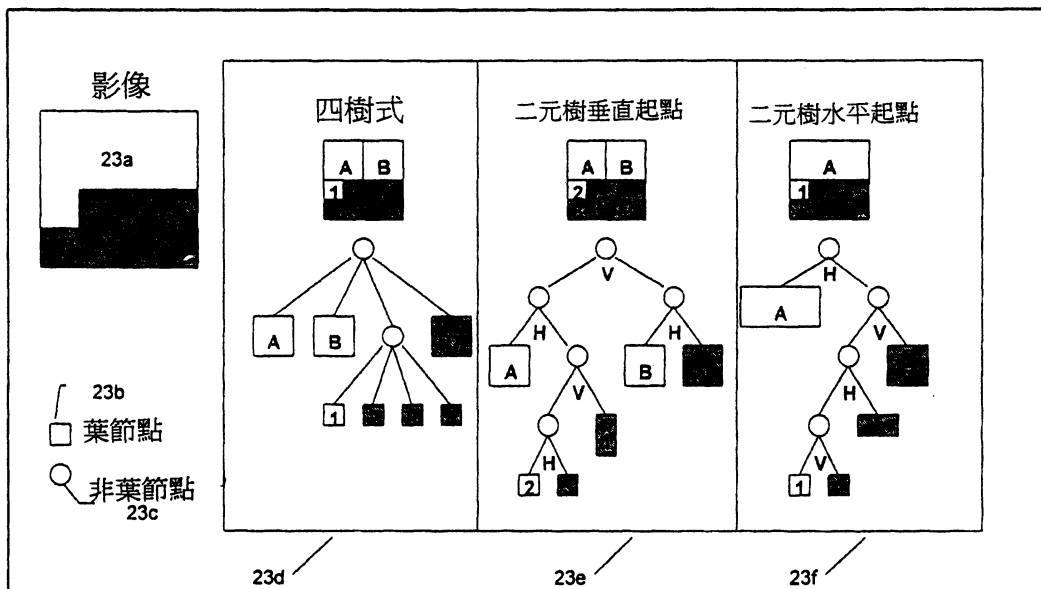 影像
23a
23b
葉節點
非葉節點
23c
四樹式
A B
1
A B
1
23d
二元樹垂直起點
A B
2
V
H H
A B
V
H
2
23e
二元樹水平起點
A
1
H
A
V
H
V
1
23f